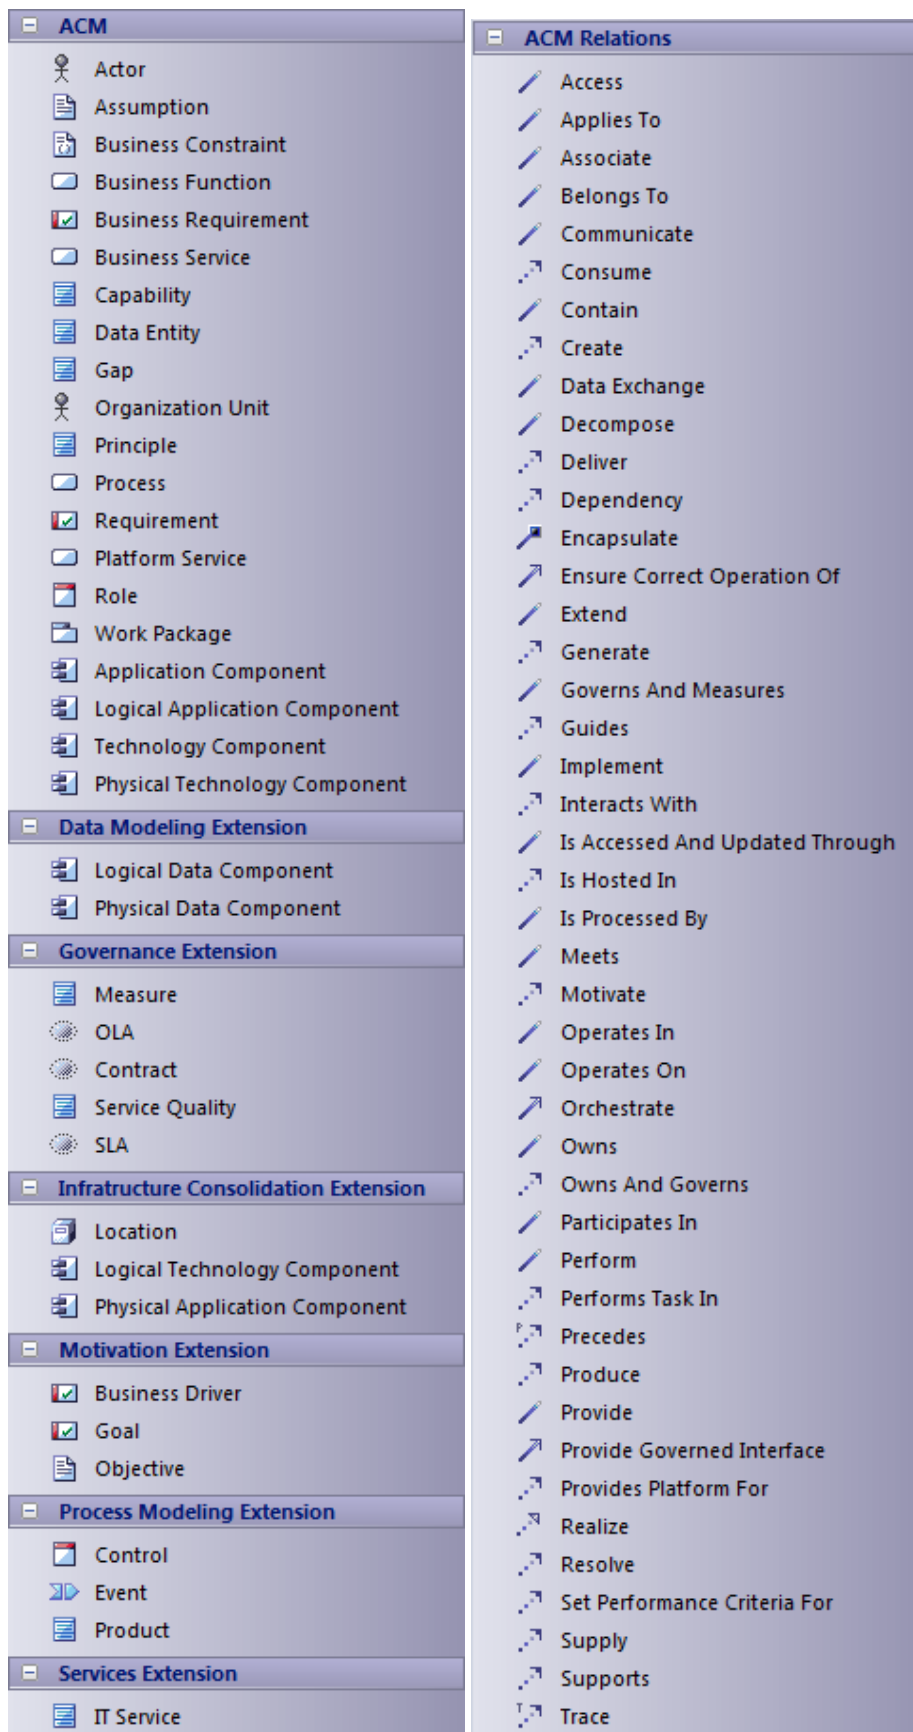 ACM
Actor
Assumption
Business Constraint
Business Function
Business Requirement
Business Service
Capability
Data Entity
Gap
Organization Unit
Principle
Process
Requirement
Platform Service
Role
Work Package
Application Component
Logical Application Component
Technology Component
Physical Technology Component
Data Modeling Extension
Logical Data Component
Physical Data Component
Governance Extension
Measure
OLA
Contract
Service Quality
SLA
Infratructure Consolidation Extension
Location
Logical Technology Component
Physical Application Component
Motivation Extension
Business Driver
Goal
Objective
Process Modeling Extension
Control
Event
Product
Services Extension
IT Service
ACM Relations
Access
Applies To
Associate
Belongs To
Communicate
Consume
Contain
Create
Data Exchange
Decompose
Deliver
Dependency
Encapsulate
Ensure Correct Operation Of
Extend
Generate
Governs And Measures
Guides
Implement
Interacts With
Is Accessed And Updated Through
Is Hosted In
Is Processed By
Meets
Motivate
Operates In
Operates On
Orchestrate
Owns
Owns And Governs
Participates In
Perform
Performs Task In
Precedes
Produce
Provide
Provide Governed Interface
Provides Platform For
Realize
Resolve
Set Performance Criteria For
Supply
Supports
Trace